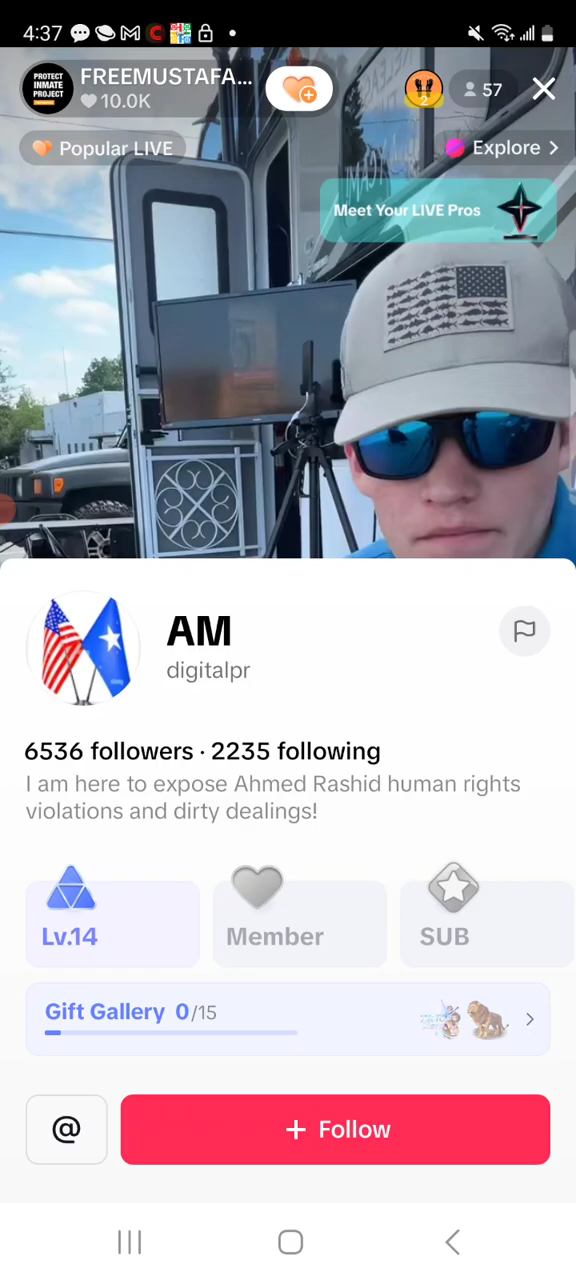 4:37
PROTECT
INMATE
PROJECT
FREEMUSTAFA...
10.0K
2
57
Popular LIVE
Explore >
Meet Your LIVE Pros
AM
digitalpr
6536 followers · 2235 following
I am here to expose Ahmed Rashid human rights
violations and dirty dealings!
Lv.14
Member
SUB
Gift Gallery 0/15
@
+ Follow